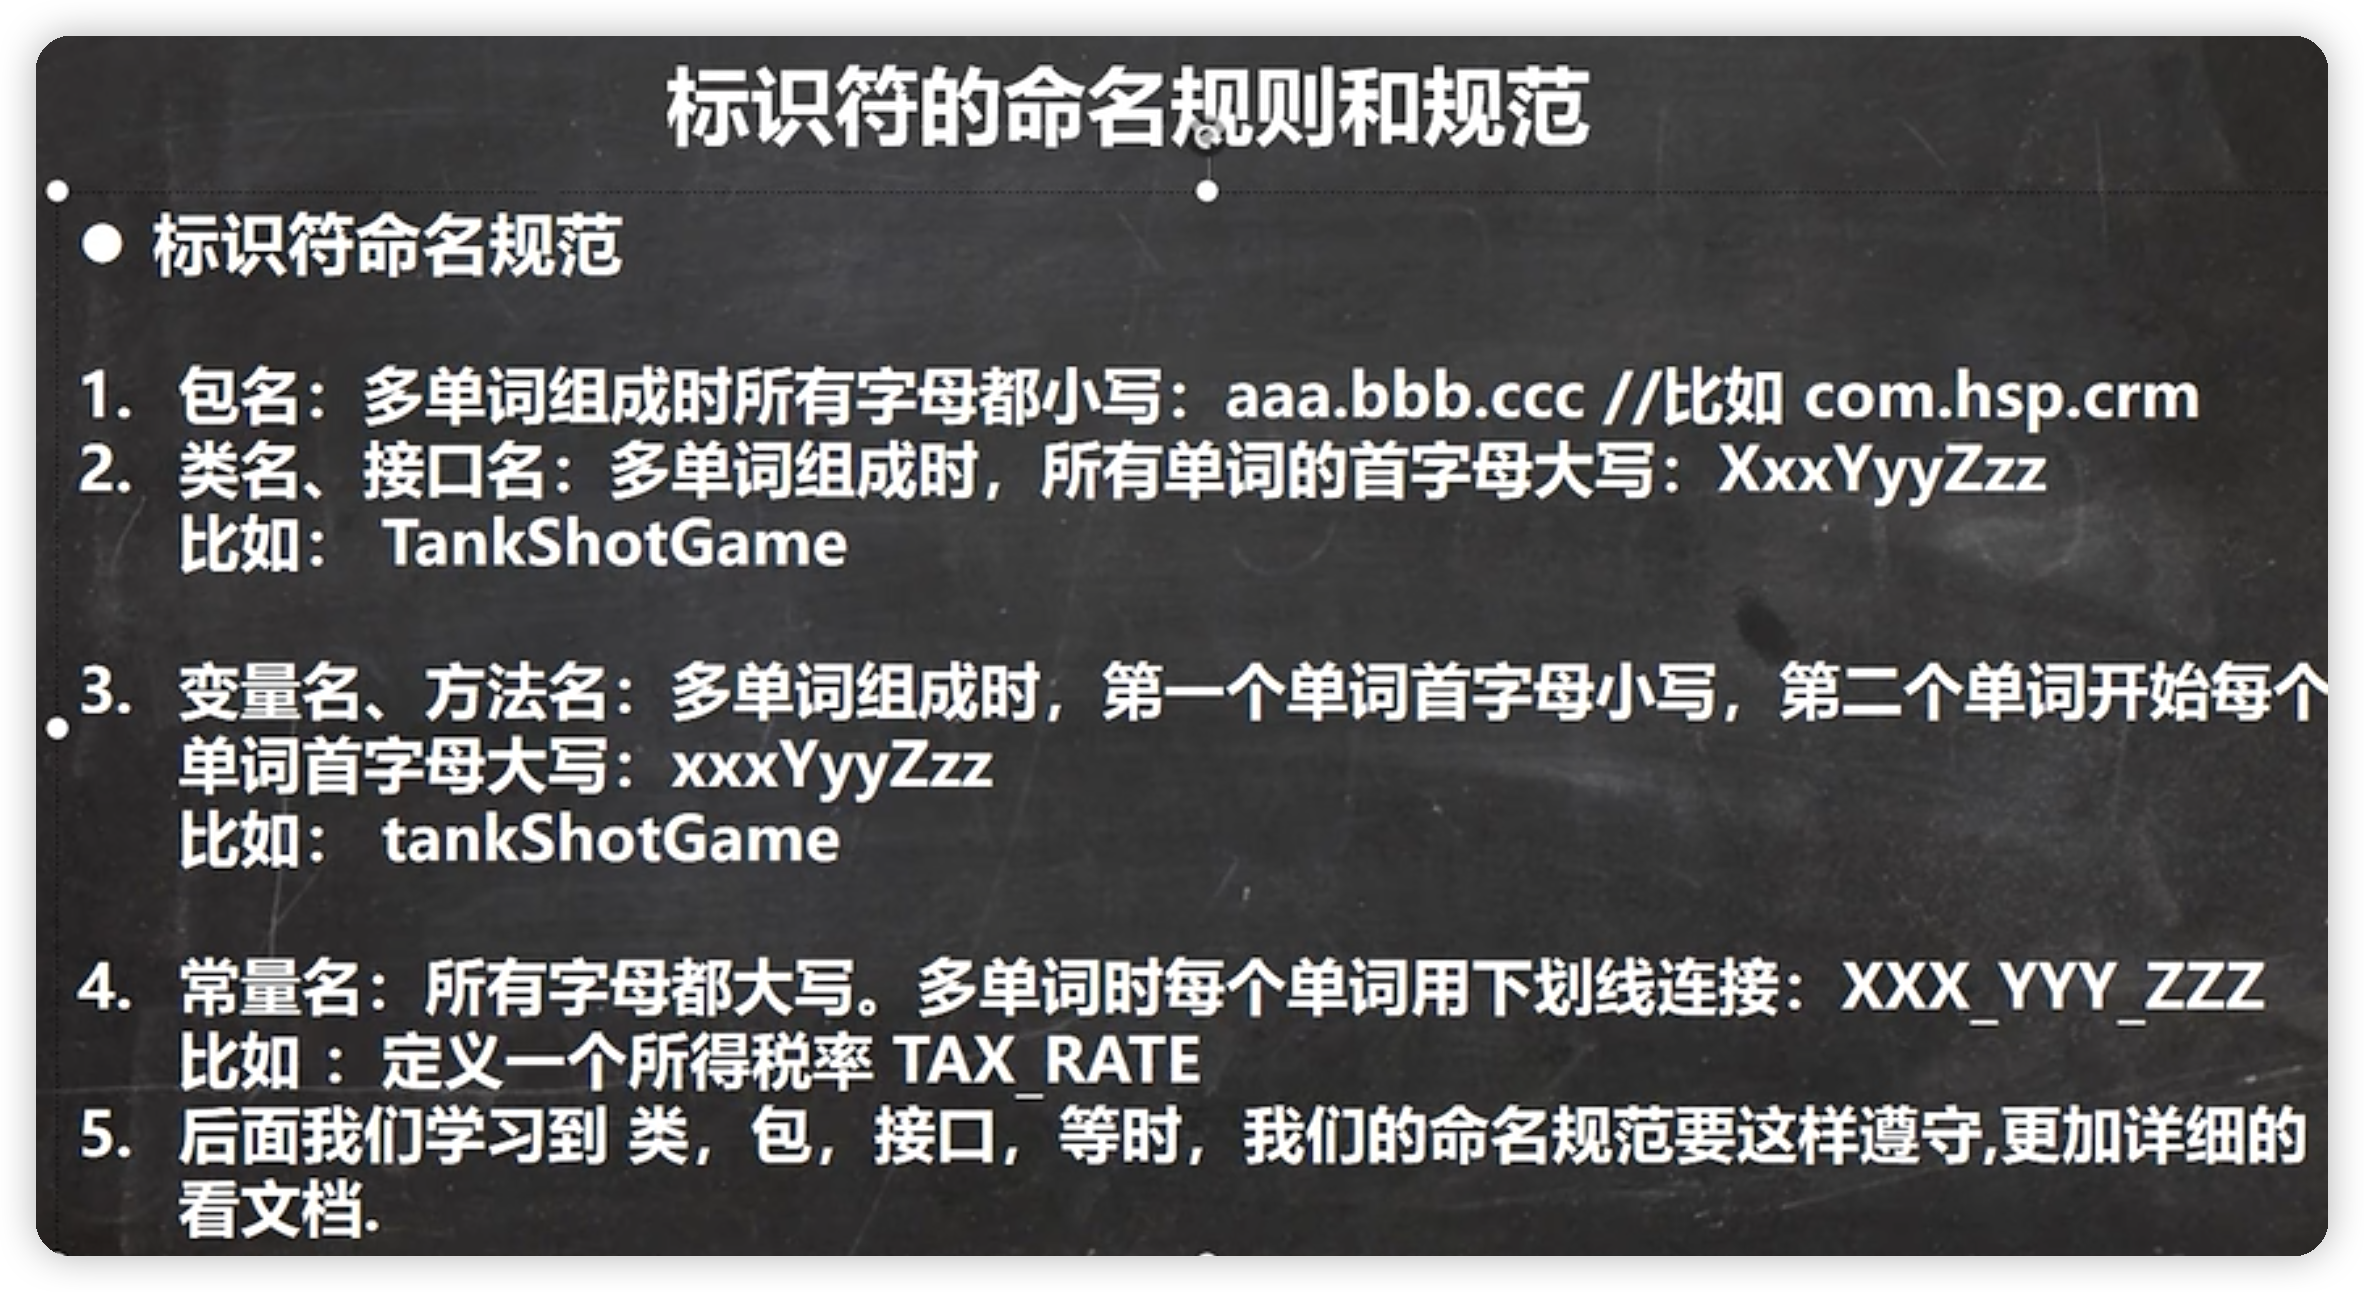 标识符的命名规则和规范
● 标识符命名规范
1. 包名：多单词组成时所有字母都小写：aaa.bbb.ccc //比如 com.hsp.crm
2. 类名、接口名：多单词组成时，所有单词的首字母大写：XxxYyyZzz
比如： TankShotGame
3. 变量名、方法名：多单词组成时，第一个单词首字母小写，第二个单词开始每个
单词首字母大写：xxxYyyZzz
比如： tankShotGame
4. 常量名：所有字母都大写。多单词时每个单词用下划线连接：XXX_YYY_ZZZ
比如 ：定义一个所得税率 TAX_RATE
5. 后面我们学习到 类，包，接口，等时，我们的命名规范要这样遵守,更加详细的
看文档.